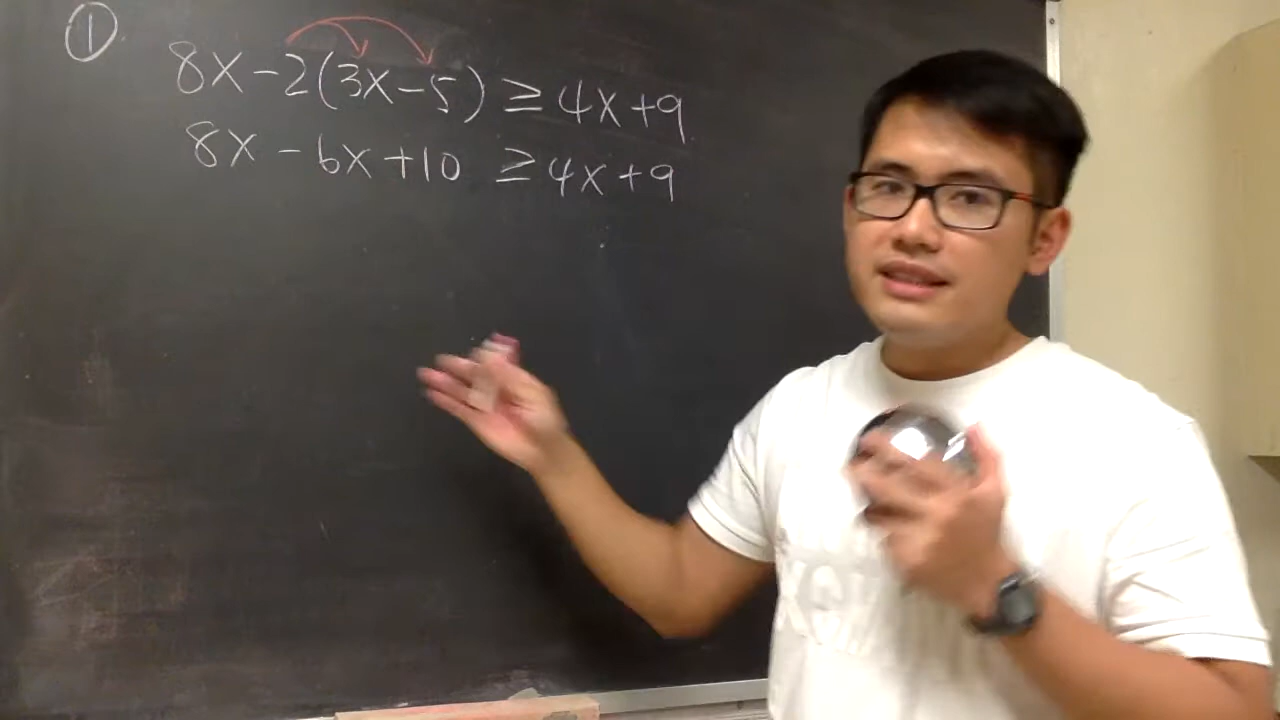 ①
8x-2(3x-5) ≥ 4x+9
8x-6x+10 ≥ 4x+9